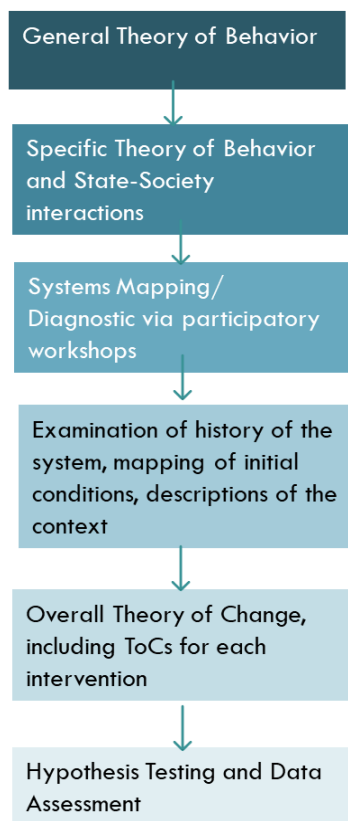 General Theory of Behavior
Specific Theory of Behavior
and State-Society
interactions
Systems Mapping/
Diagnostic via participatory
workshops
Examination of history of the
system, mapping of initial
conditions, descriptions of the
context
Overall Theory of Change,
including ToCs for each
intervention
Hypothesis Testing and Data
Assessment